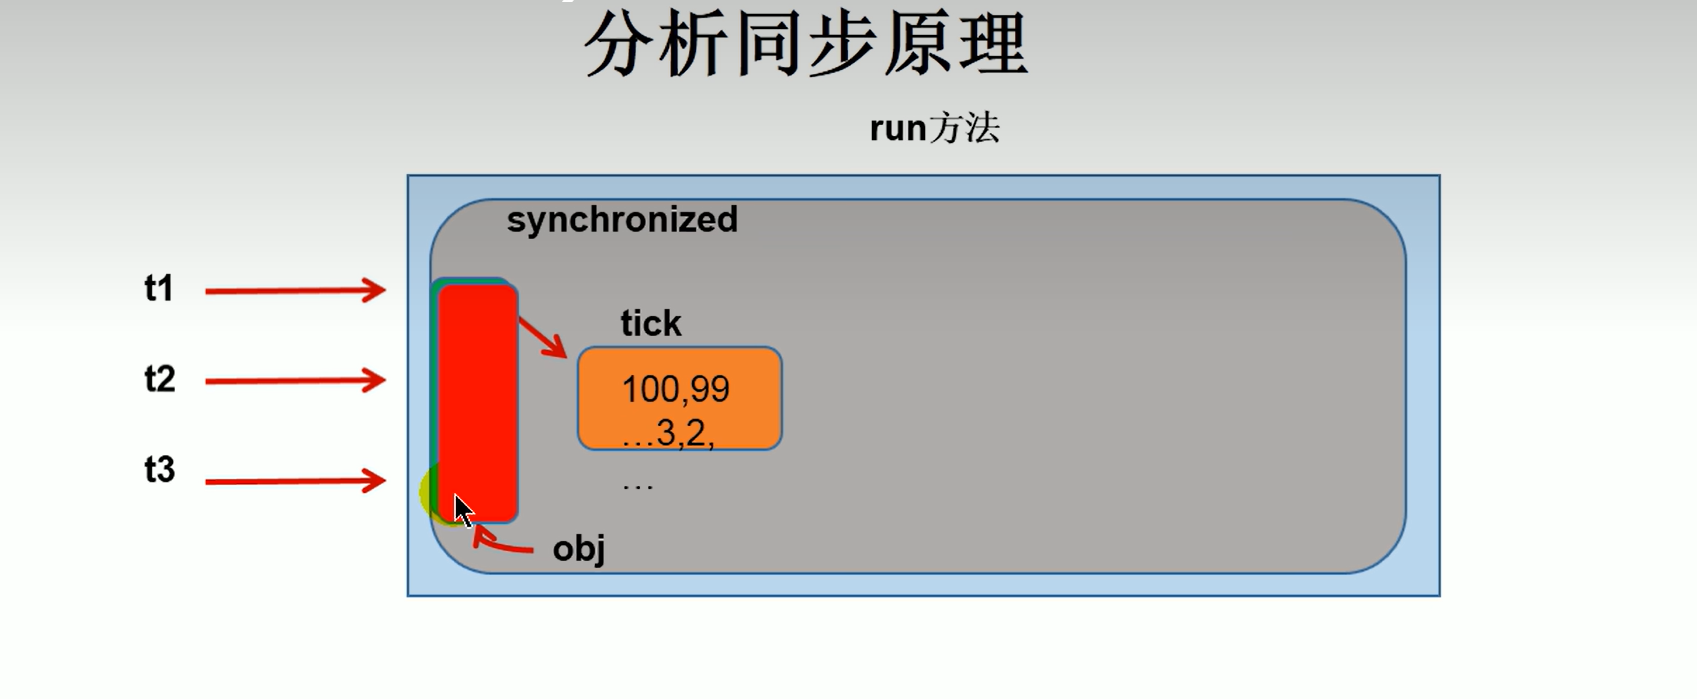 分析同步原理
run方法
synchronized
t1
tick
t2
100,99
...3,2,
t3
...
obj